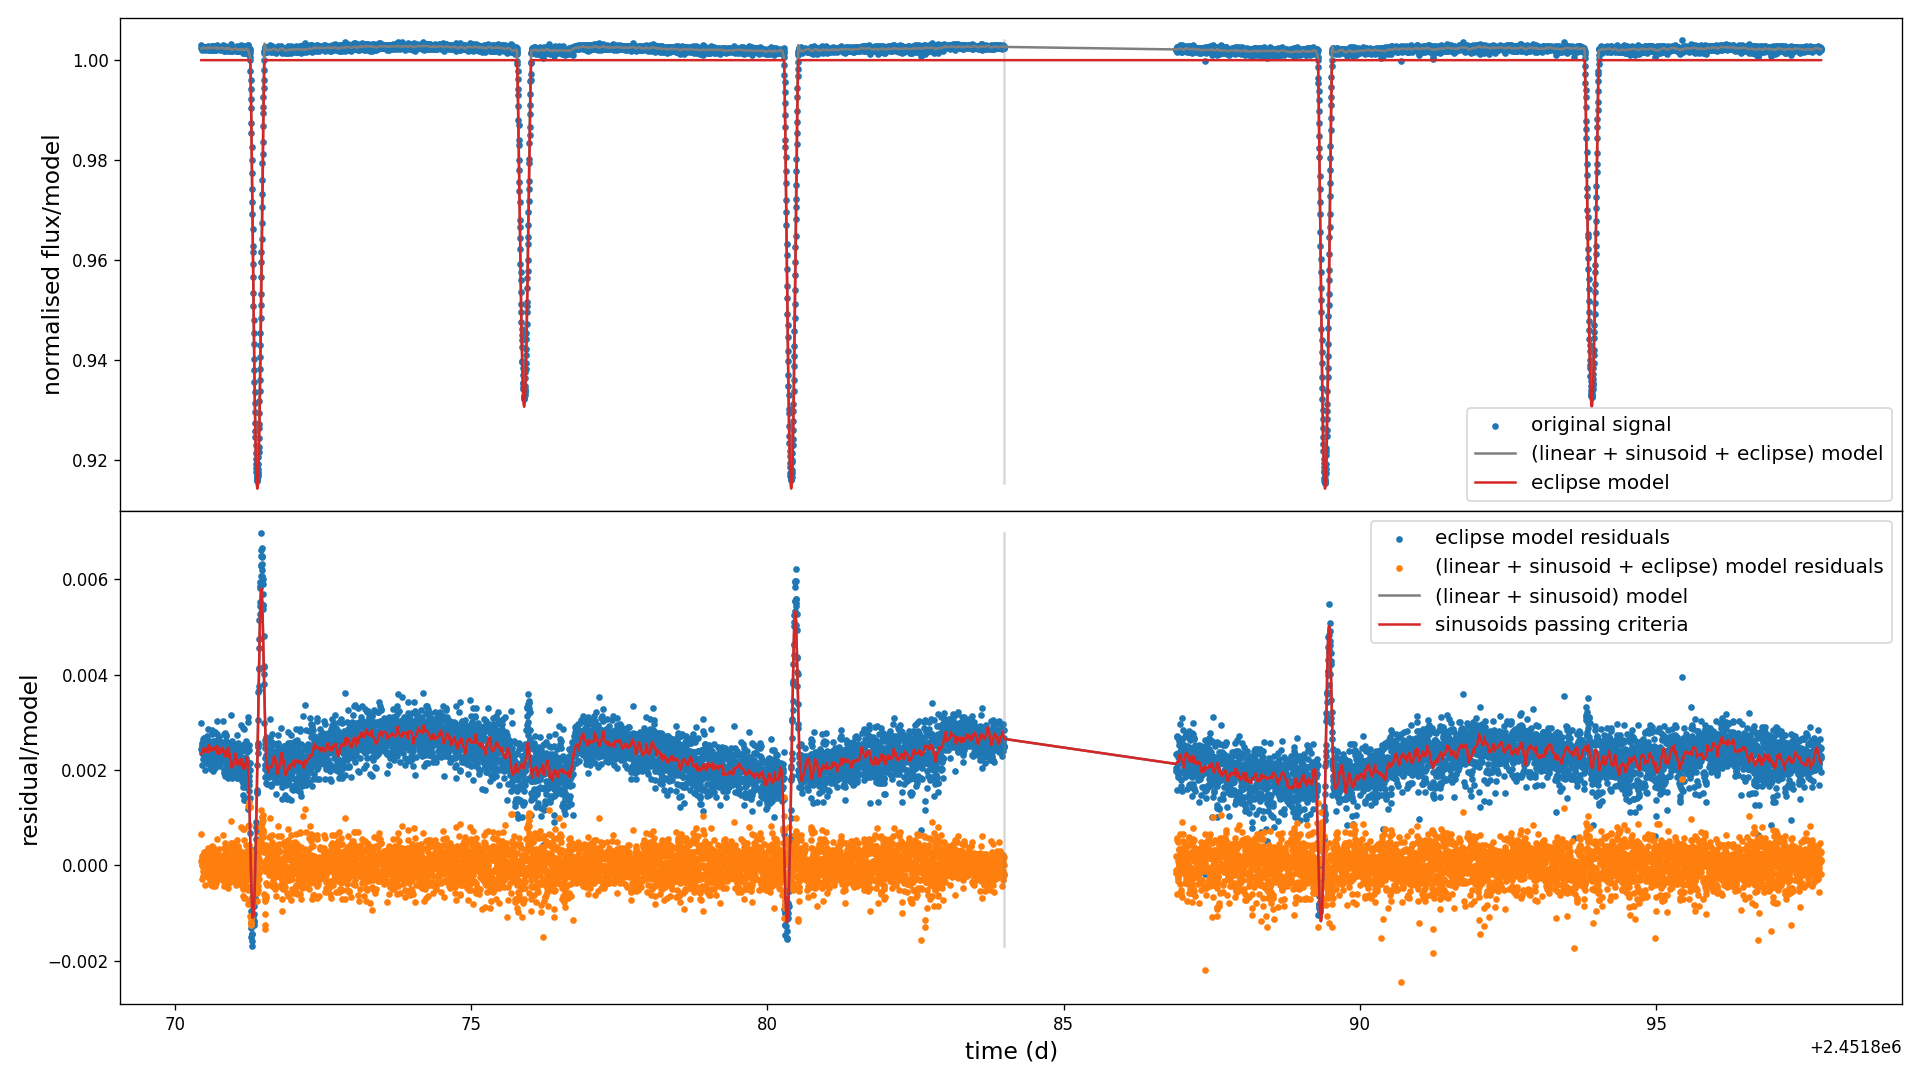 normalised flux/model
1.00
0.98
0.96
0.94
0.92
original signal
(linear + sinusoid + eclipse) model
eclipse model
residual/model
0.006
0.004
0.002
0.000
−0.002
eclipse model residuals
(linear + sinusoid + eclipse) model residuals
(linear + sinusoid) model
sinusoids passing criteria
70 75 80 85 90 95
time (d)
+2.4518e6